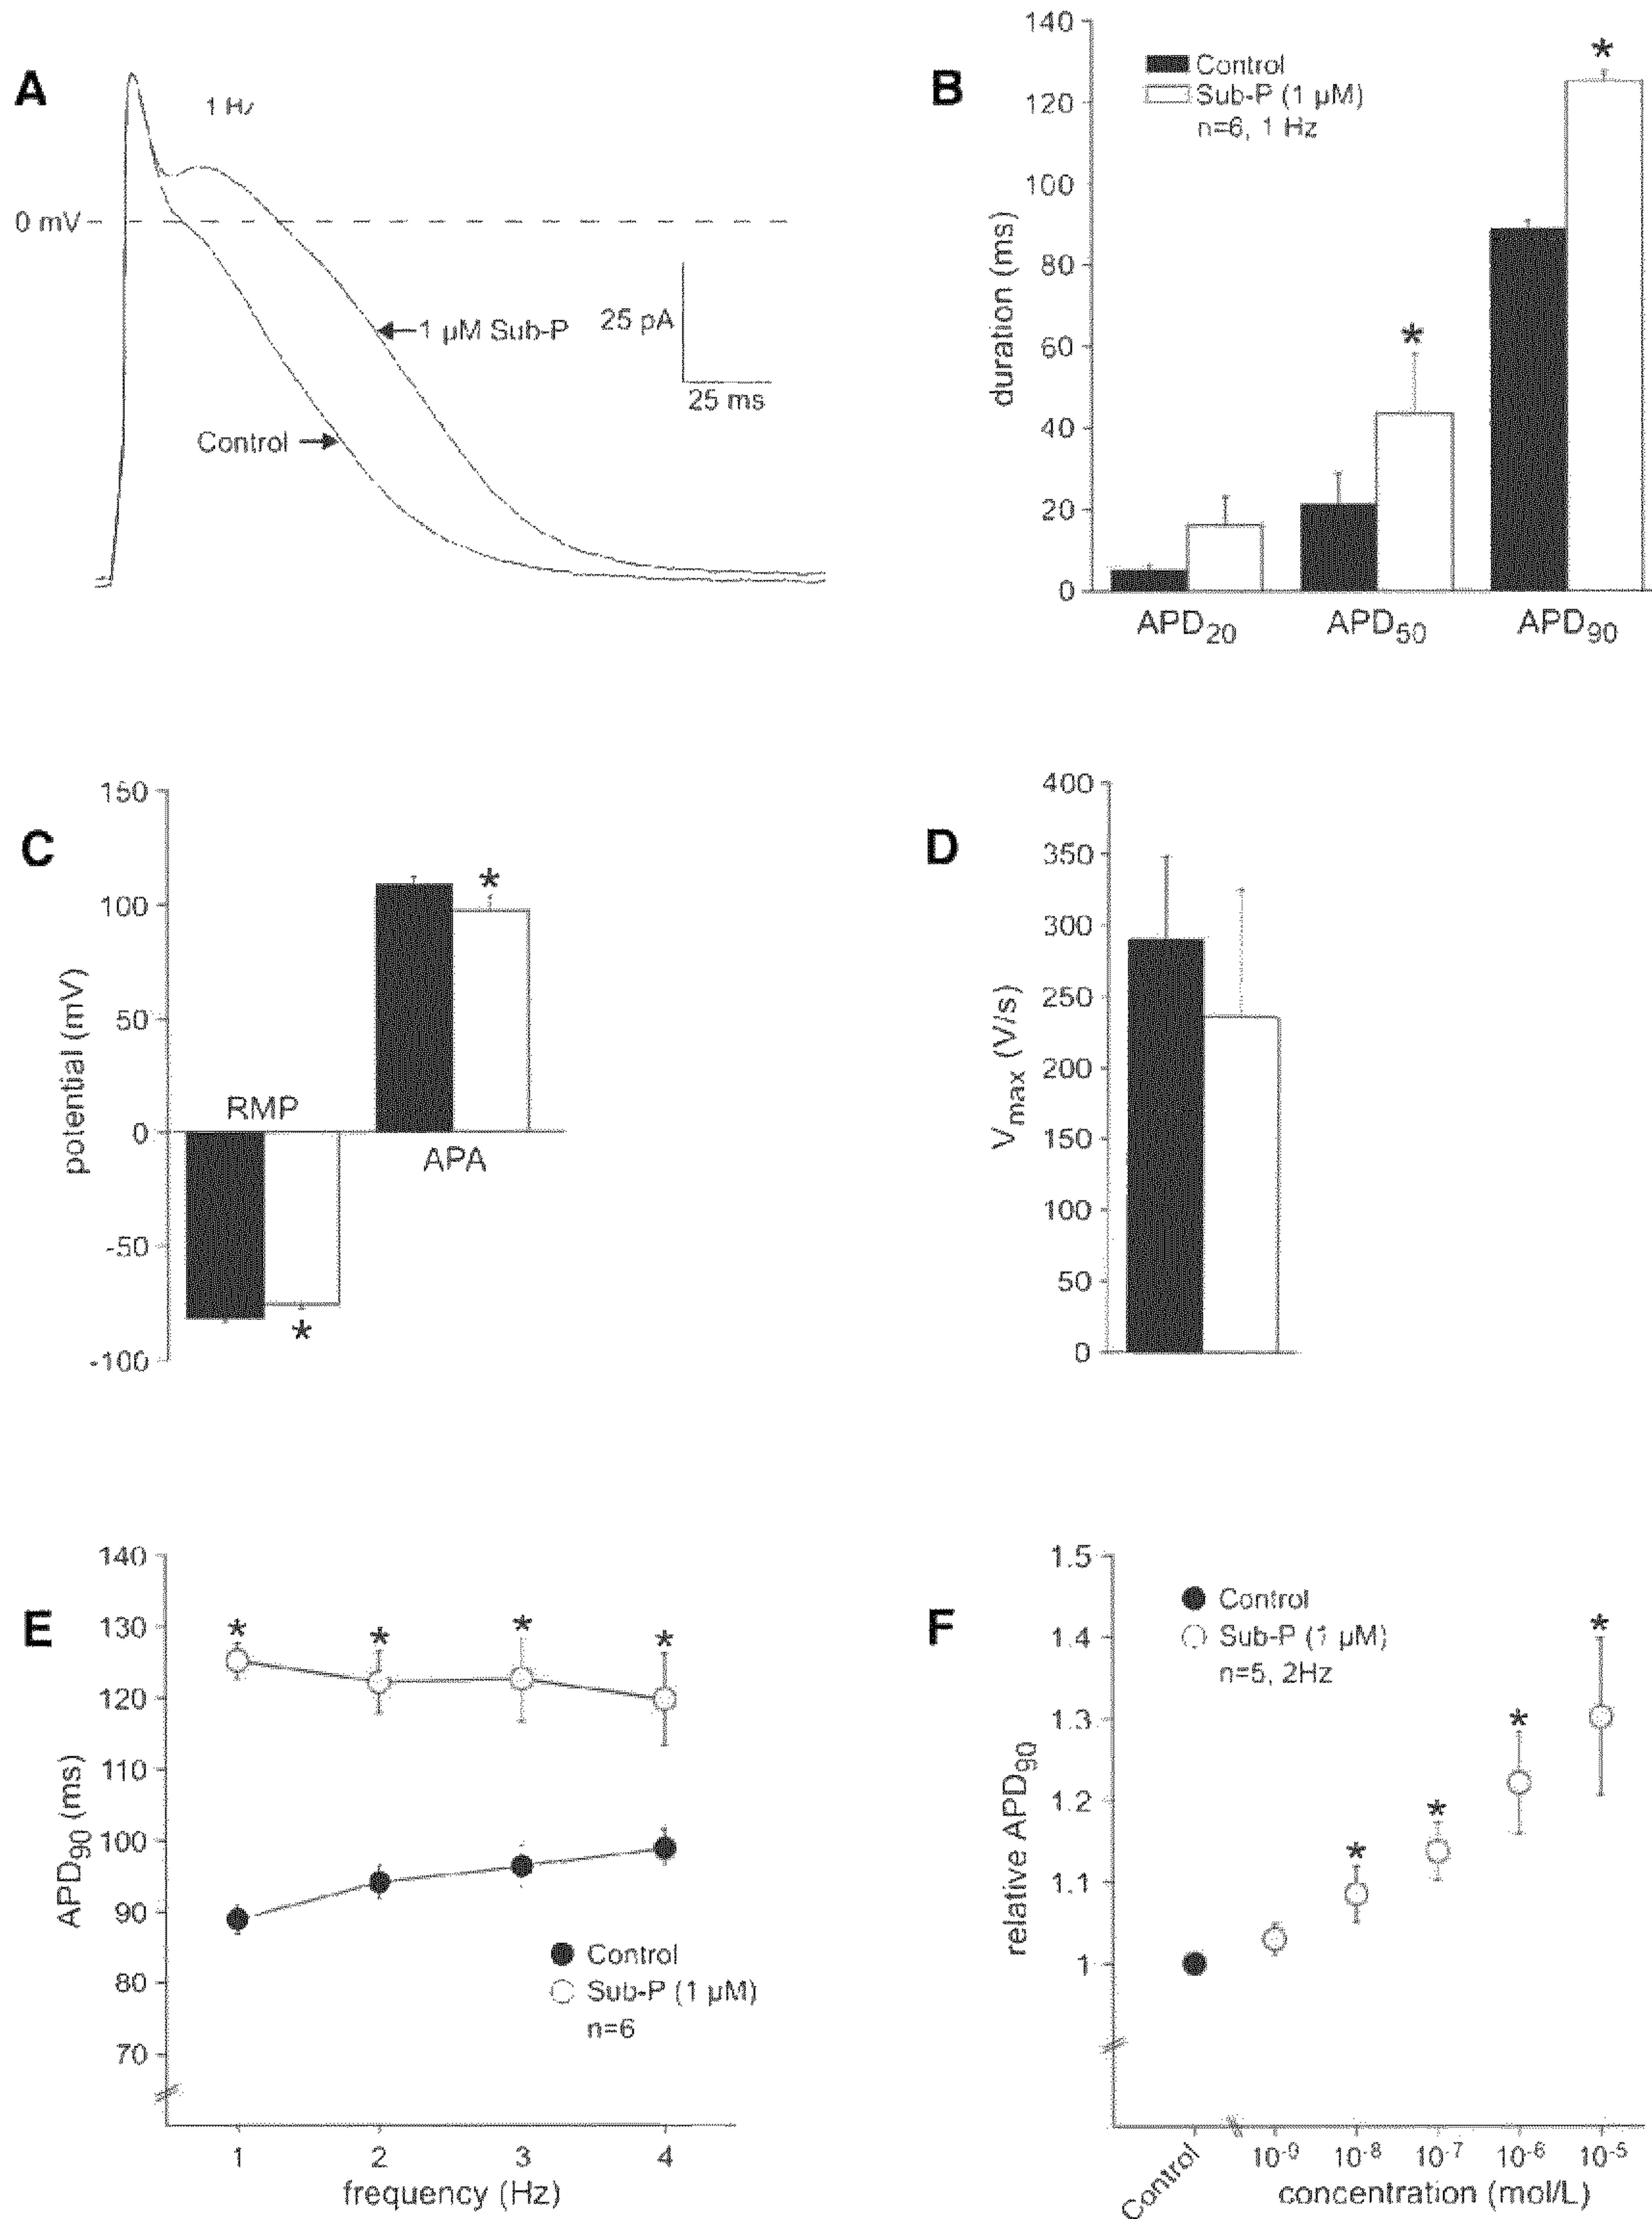 A
1 Hz
0 mV
1 µM Sub-P
25 pA
25 ms
Control
B
140
120
100
80
60
40
20
0
duration (ms)
Control
Sub-P (1 µM)
n=6, 1 Hz
*
*
APD20
APD50
APD90
C
150
100
50
0
-50
-100
potential (mV)
RMP
APA
*
*
D
400
350
300
250
200
150
100
50
0
Vmax (V/s)
E
140
130
120
110
100
90
80
70
APD90 (ms)
* * * *
Control
Sub-P (1 µM)
n=6
1 2 3 4
frequency (Hz)
F
1.5
1.4
1.3
1.2
1.1
1
relative APD90
Control
Sub-P (1 µM)
n=5, 2Hz
* * * *
Control 10-9 10-8 10-7 10-6 10-5
concentration (mol/L)